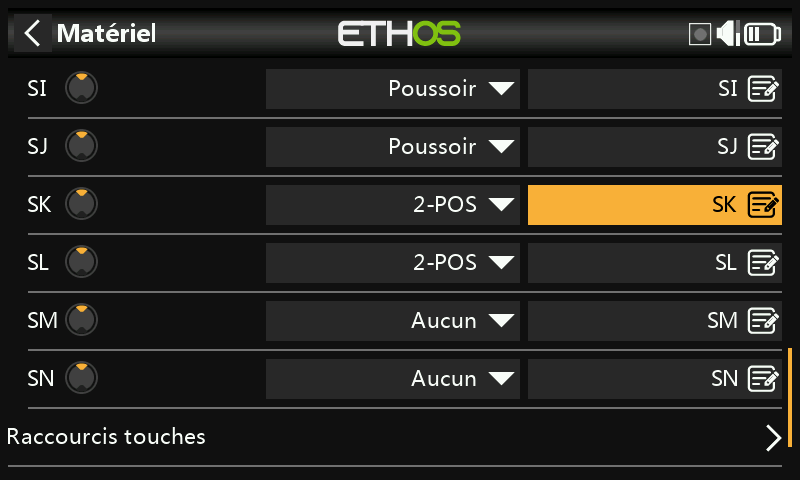 Matériel ETHOS
SI Poussoir SI
SJ Poussoir SJ
SK 2-POS SK
SL 2-POS SL
SM Aucun SM
SN Aucun SN
Raccourcis touches